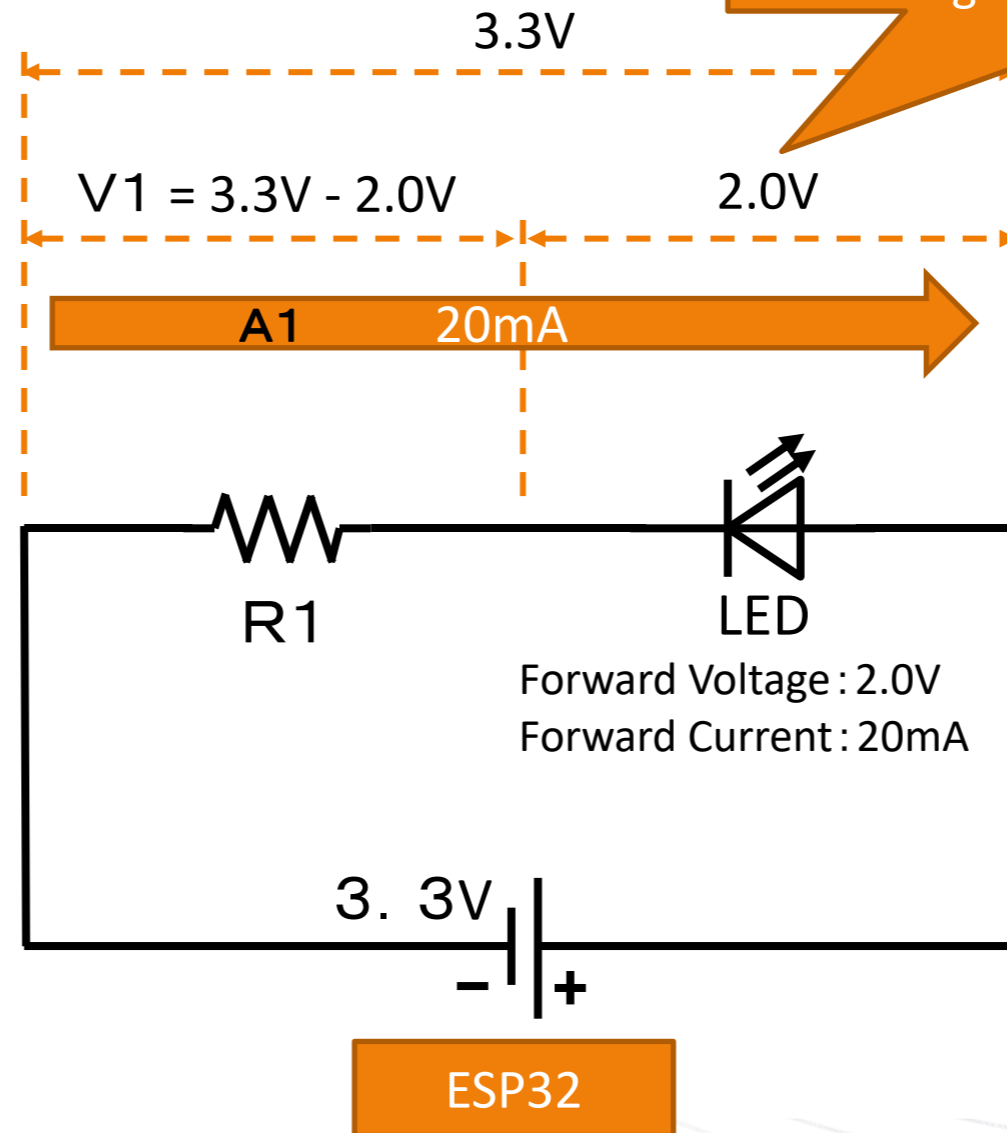 3.3V
V1 = 3.3V - 2.0V
2.0V
A1
20mA
R1
LED
Forward Voltage : 2.0V
Forward Current : 20mA
3. 3V
- +
ESP32